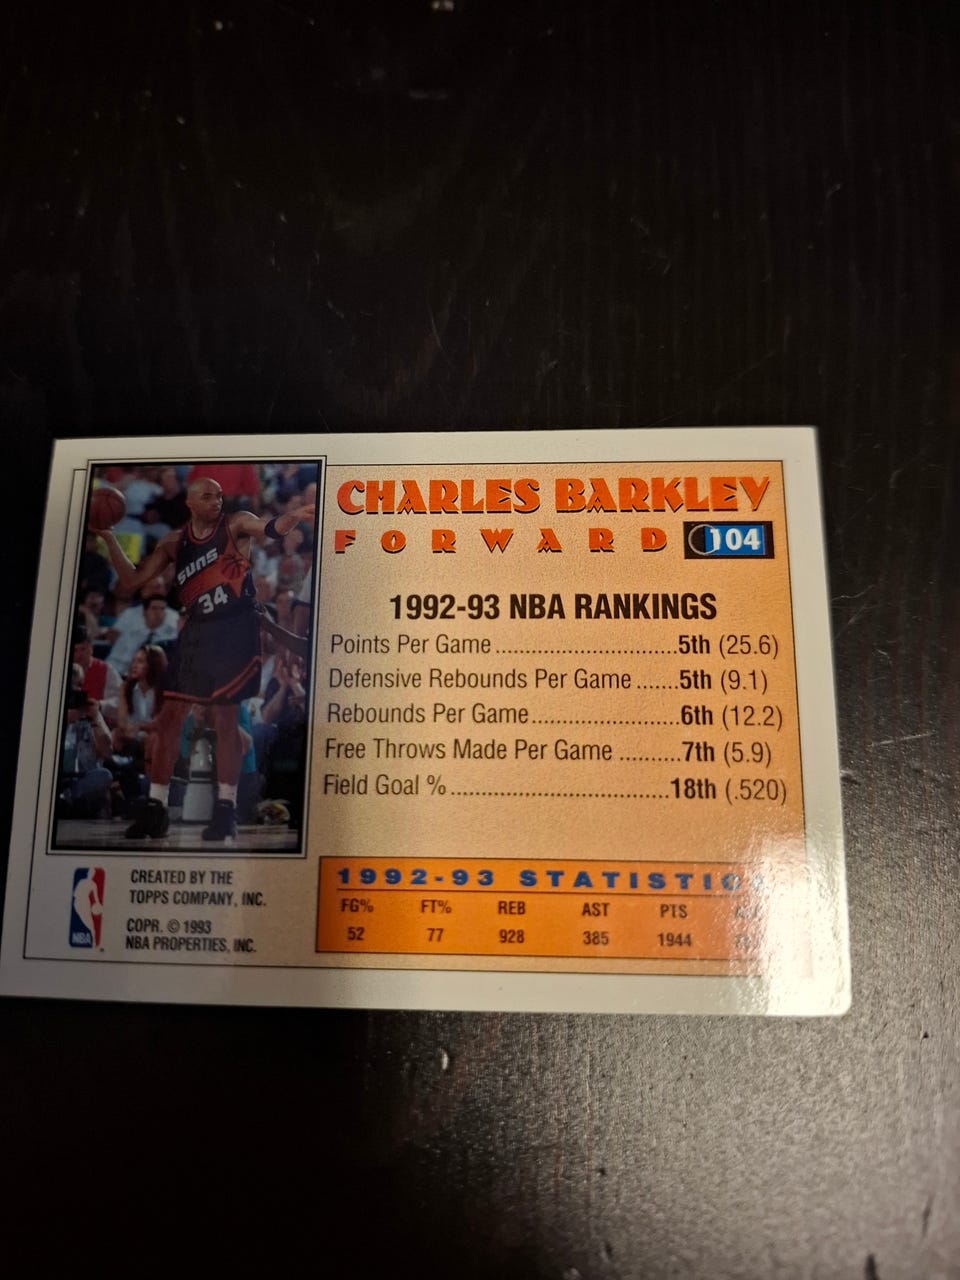 CHARLES BARKLEY
FORWARD 104
1992-93 NBA RANKINGS
Points Per Game..............................5th (25.6)
Defensive Rebounds Per Game.......5th (9.1)
Rebounds Per Game.........................6th (12.2)
Free Throws Made Per Game ..........7th (5.9)
Field Goal %.....................................18th (.520)
SUNS
34
NBA
CREATED BY THE
TOPPS COMPANY, INC.
COPR. © 1993
NBA PROPERTIES, INC.
1992-93
FG% FT% REB AST PTS
52 77 928 385 1944